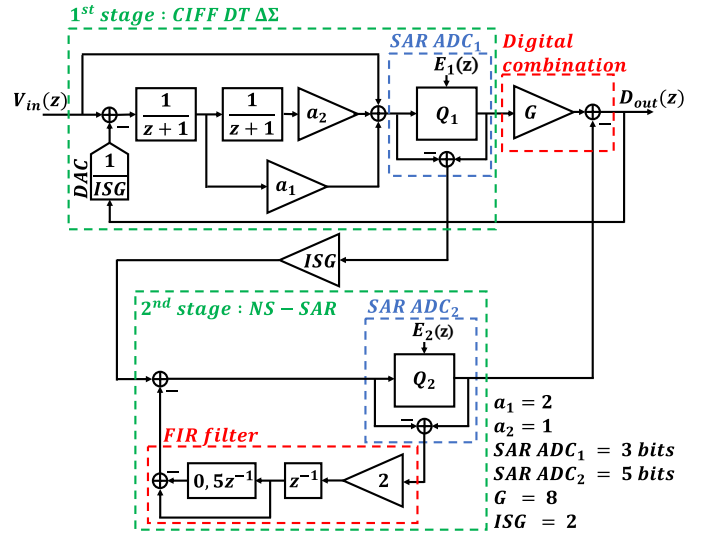 1st stage : CIFF DT ΔΣ
SAR ADC1
Digital combination
Vin(z)
−
1/(z + 1)
1/(z + 1)
a2
a1
E1(z)
Q1
−
G
−
Dout(z)
DAC
1/ISG
ISG
2nd stage : NS − SAR
SAR ADC2
E2(z)
Q2
−
−
FIR filter
−
0, 5z−1
z−1
2
a1 = 2
a2 = 1
SAR ADC1 = 3 bits
SAR ADC2 = 5 bits
G = 8
ISG = 2